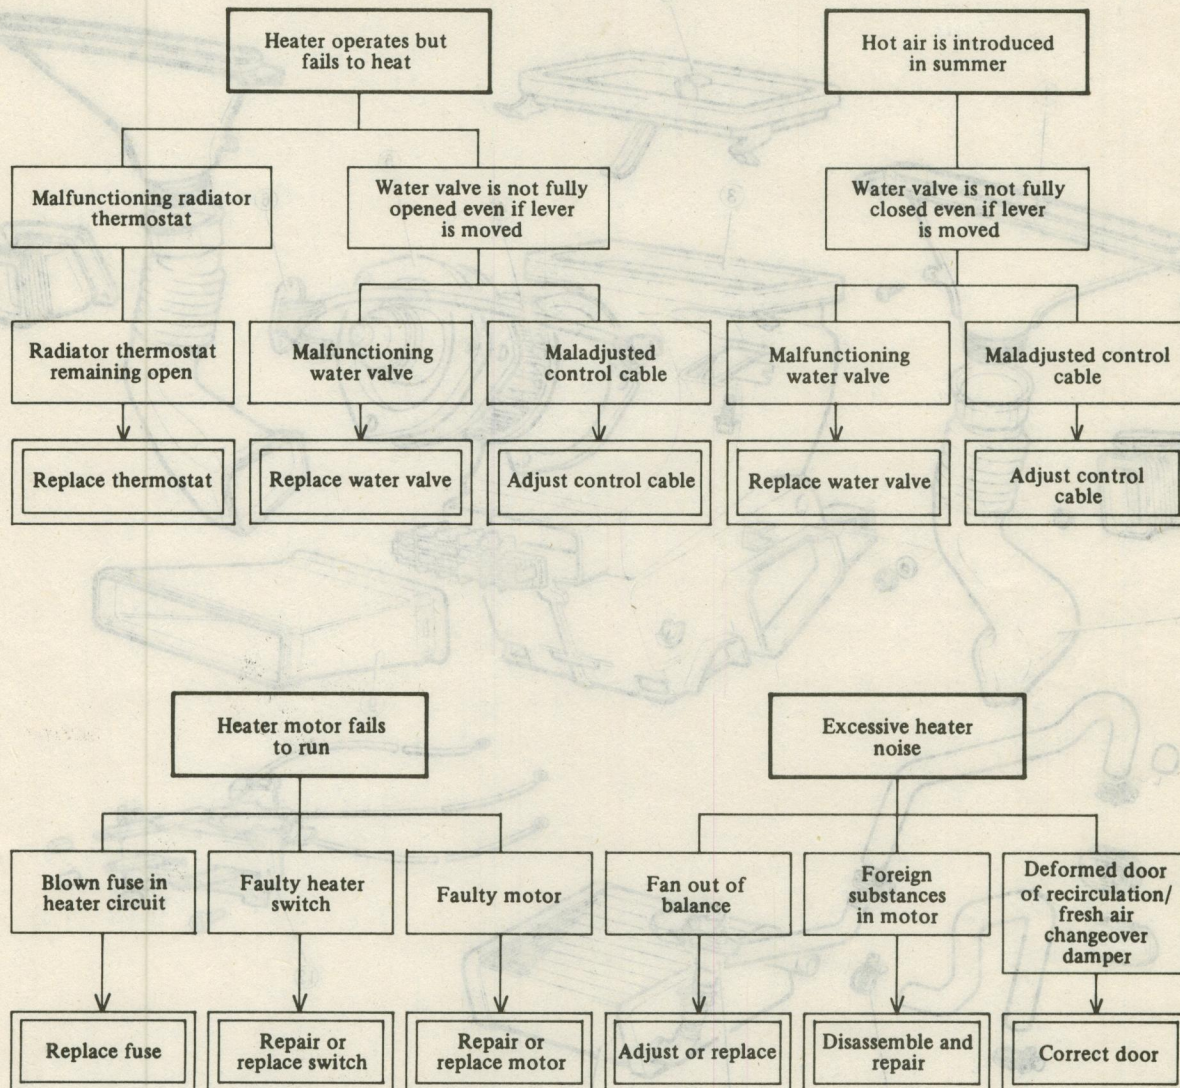 Heater operates but
fails to heat
Hot air is introduced
in summer
Malfunctioning radiator
thermostat
Water valve is not fully
opened even if lever
is moved
Water valve is not fully
closed even if lever
is moved
Radiator thermostat
remaining open
Malfunctioning
water valve
Maladjusted
control cable
Malfunctioning
water valve
Maladjusted control
cable
Replace thermostat
Replace water valve
Adjust control cable
Replace water valve
Adjust control
cable
Heater motor fails
to run
Excessive heater
noise
Blown fuse in
heater circuit
Faulty heater
switch
Faulty motor
Fan out of
balance
Foreign
substances
in motor
Deformed door
of recirculation/
fresh air
changeover
damper
Replace fuse
Repair or
replace switch
Repair or
replace motor
Adjust or replace
Disassemble and
repair
Correct door